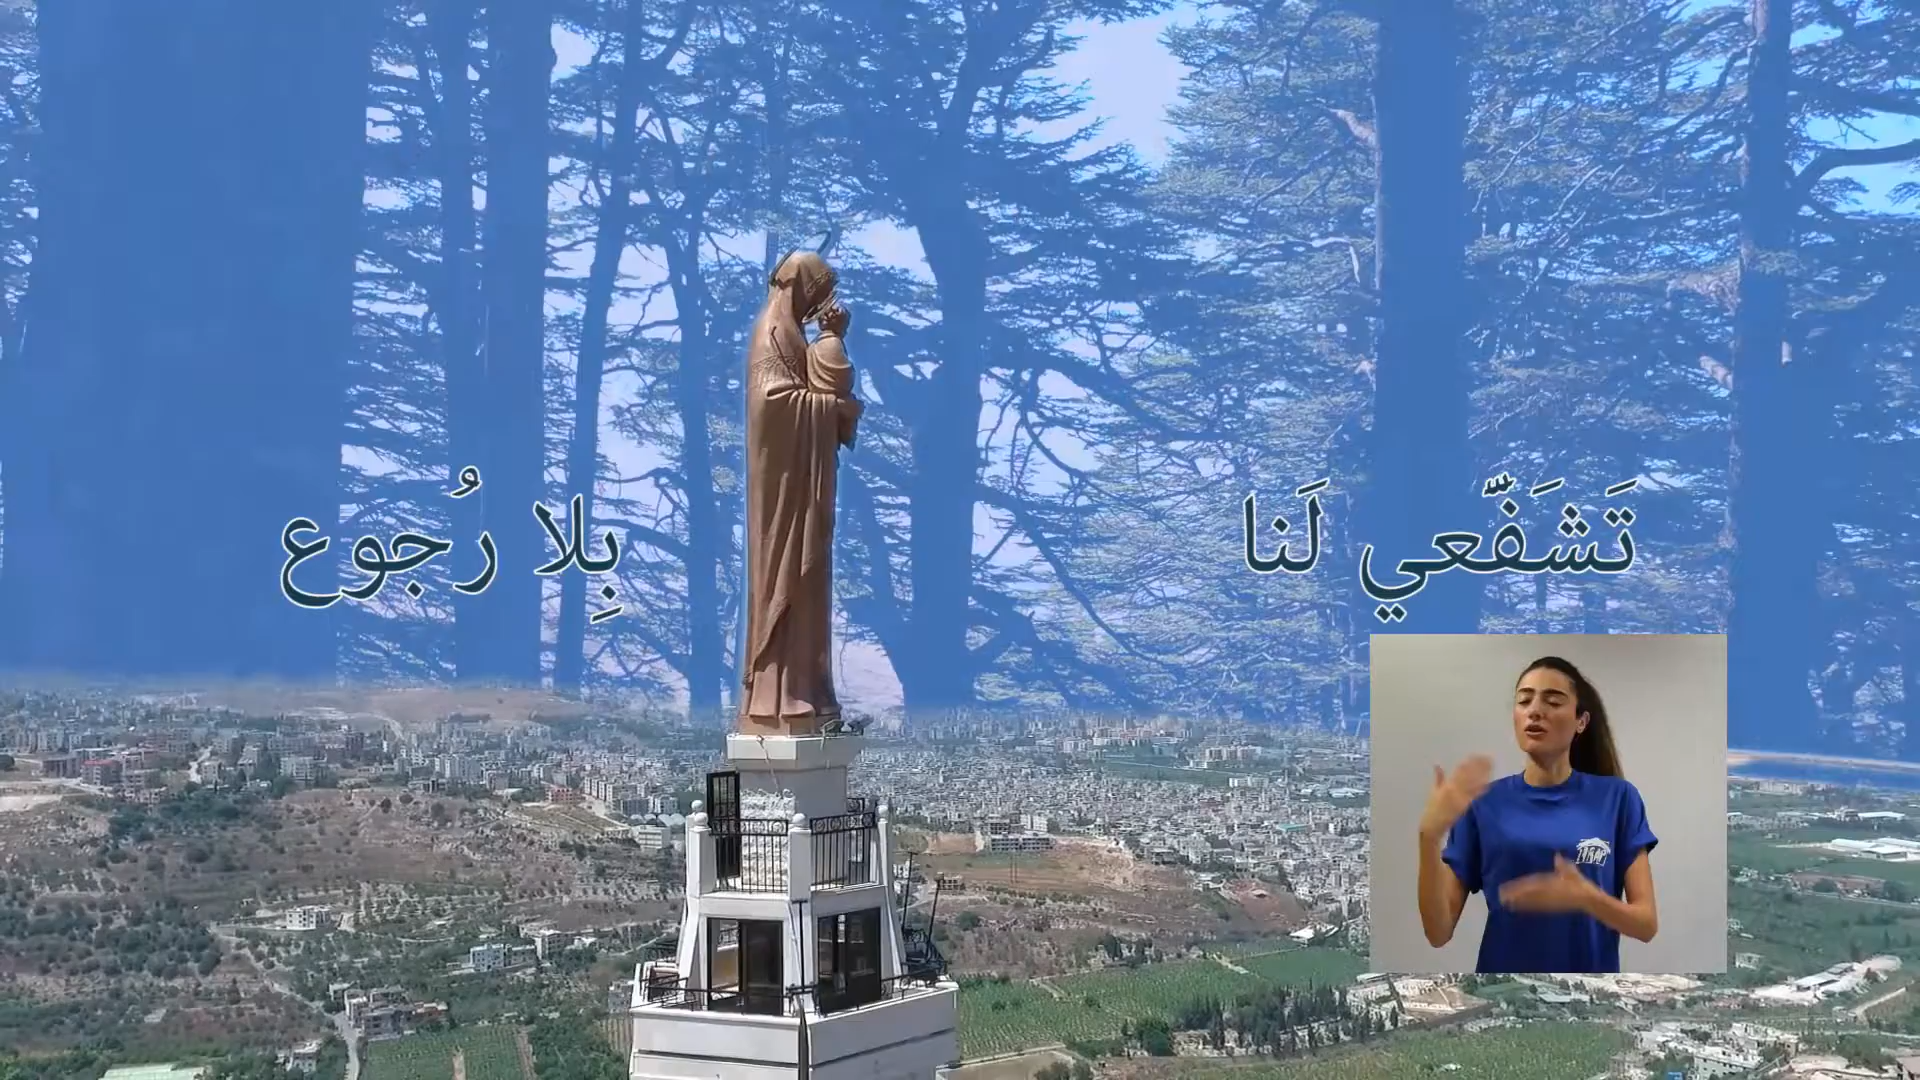 تَشَفَّعي لَنا بِلا رُجوع